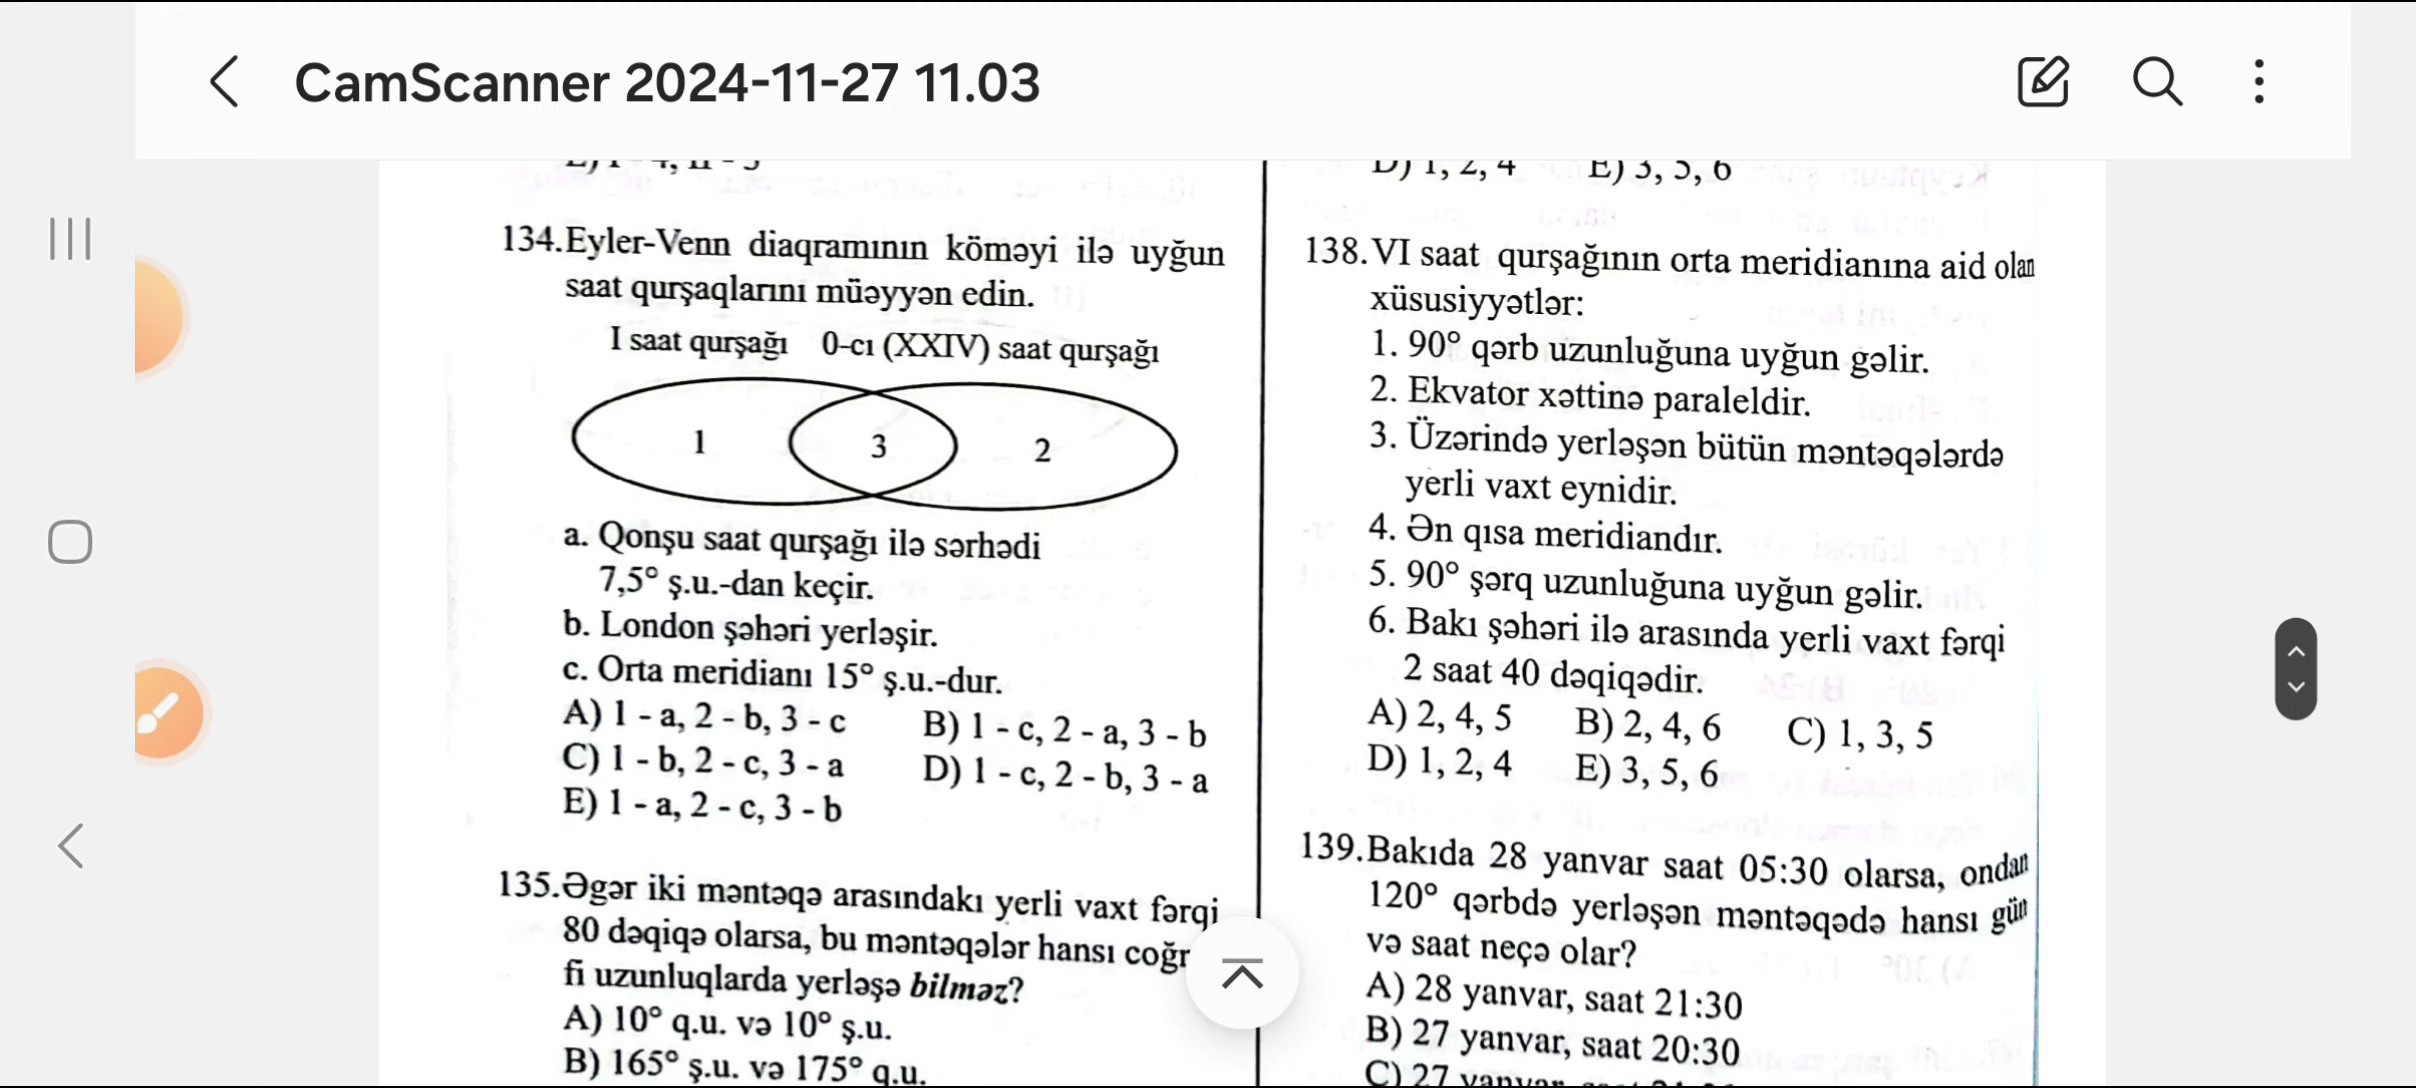 CamScanner 2024-11-27 11.03
134.Eyler-Venn diaqramının köməyi ilə uyğun
saat qurşaqlarını müəyyən edin.
I saat qurşağı 0-cı (XXIV) saat qurşağı
1 3 2
a. Qonşu saat qurşağı ilə sərhədi
7,5° ş.u.-dan keçir.
b. London şəhəri yerləşir.
c. Orta meridianı 15° ş.u.-dur.
A) 1 - a, 2 - b, 3 - c B) 1 - c, 2 - a, 3 - b
C) 1 - b, 2 - c, 3 - a D) 1 - c, 2 - b, 3 - a
E) 1 - a, 2 - c, 3 - b
135.Əgər iki məntəqə arasındakı yerli vaxt fərqi
80 dəqiqə olarsa, bu məntəqələr hansı coğr
fi uzunluqlarda yerləşə bilməz?
A) 10° q.u. və 10° ş.u.
B) 165° ş.u. və 175° q.u.
D) 1, 2, 4 E) 3, 5, 6
138.VI saat qurşağının orta meridianına aid olan
xüsusiyyətlər:
1. 90° qərb uzunluğuna uyğun gəlir.
2. Ekvator xəttinə paraleldir.
3. Üzərində yerləşən bütün məntəqələrdə
yerli vaxt eynidir.
4. Ən qısa meridiandır.
5. 90° şərq uzunluğuna uyğun gəlir.
6. Bakı şəhəri ilə arasında yerli vaxt fərqi
2 saat 40 dəqiqədir.
A) 2, 4, 5 B) 2, 4, 6 C) 1, 3, 5
D) 1, 2, 4 E) 3, 5, 6
139.Bakıda 28 yanvar saat 05:30 olarsa, ondan
120° qərbdə yerləşən məntəqədə hansı gün
və saat neçə olar?
A) 28 yanvar, saat 21:30
B) 27 yanvar, saat 20:30
C) 27 yanvar